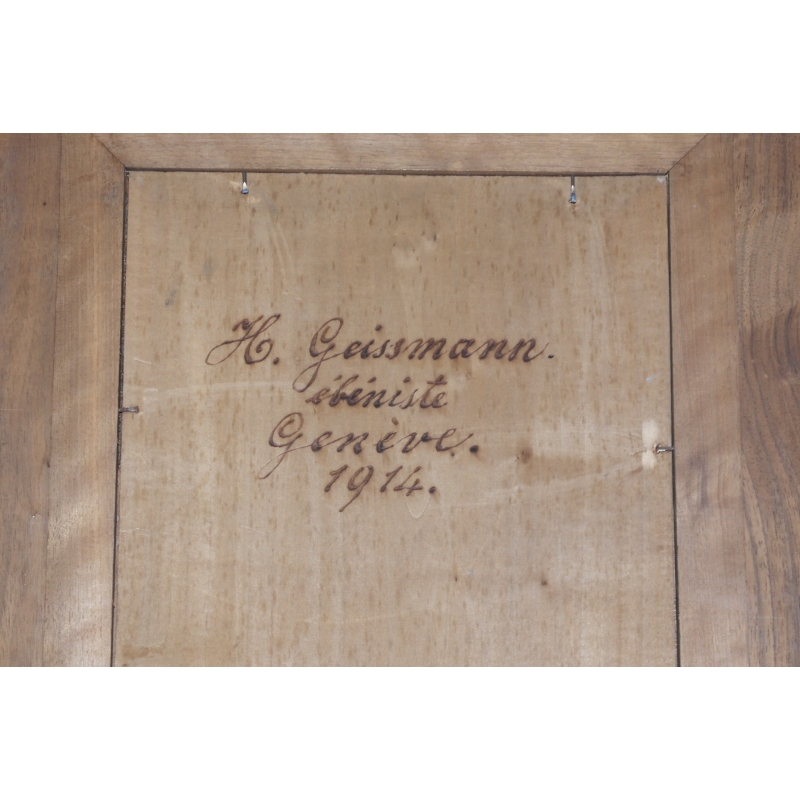 H. Geissmann.
ébéniste
Genève.
1914.